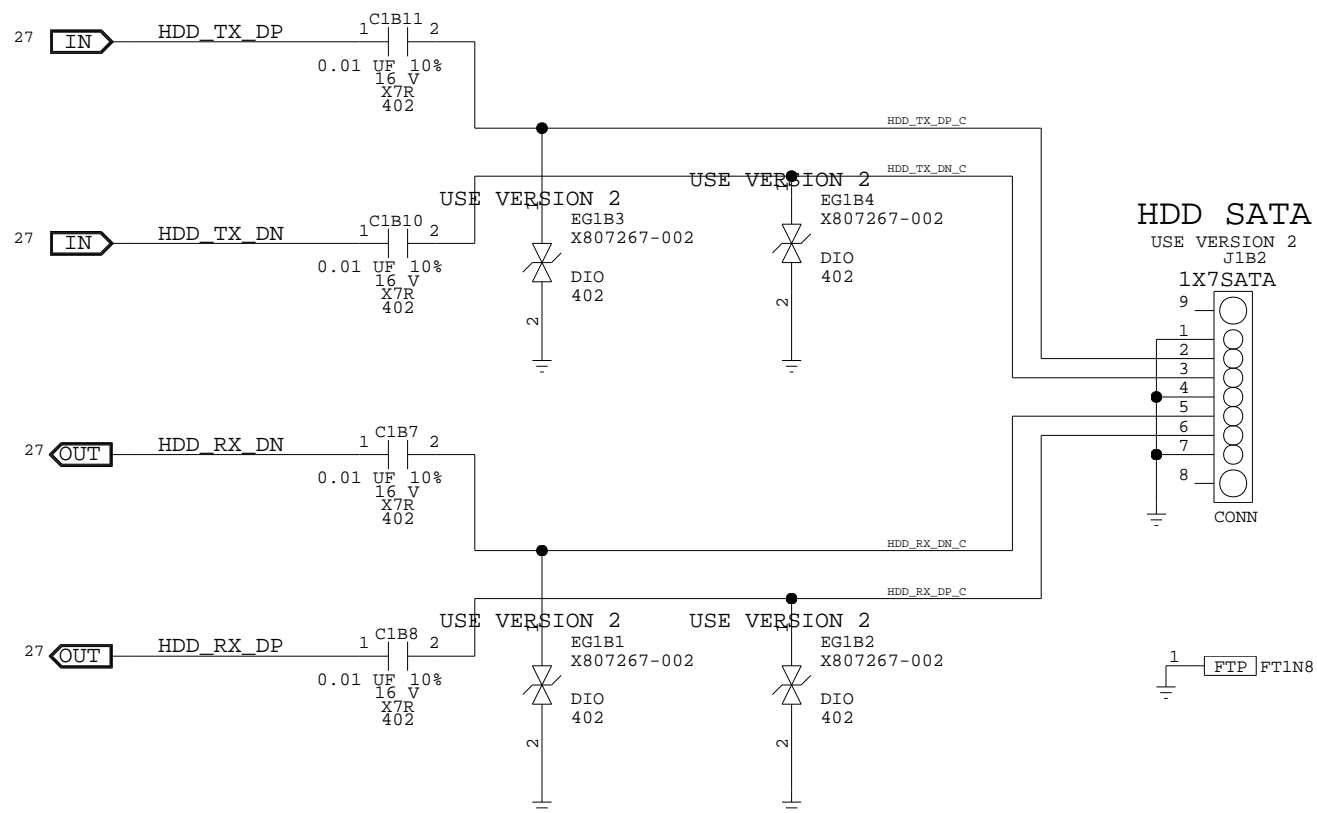 27 IN HDD_TX_DP 1 C1B11 2
0.01 UF 10%
16 V
X7R
402
HDD_TX_DP_C
27 IN HDD_TX_DN 1 C1B10 2
0.01 UF 10%
16 V
X7R
402
HDD_TX_DN_C
USE VERSION 2
1
EG1B3
X807267-002
DIO
402
2
USE VERSION 2
1
EG1B4
X807267-002
DIO
402
2
HDD SATA
USE VERSION 2
J1B2
1X7SATA
9
1
2
3
4
5
6
7
8
CONN
27 OUT HDD_RX_DN 1 C1B7 2
0.01 UF 10%
16 V
X7R
402
HDD_RX_DN_C
27 OUT HDD_RX_DP 1 C1B8 2
0.01 UF 10%
16 V
X7R
402
HDD_RX_DP_C
USE VERSION 2
1
EG1B1
X807267-002
DIO
402
2
USE VERSION 2
1
EG1B2
X807267-002
DIO
402
2
1 FTP FT1N8